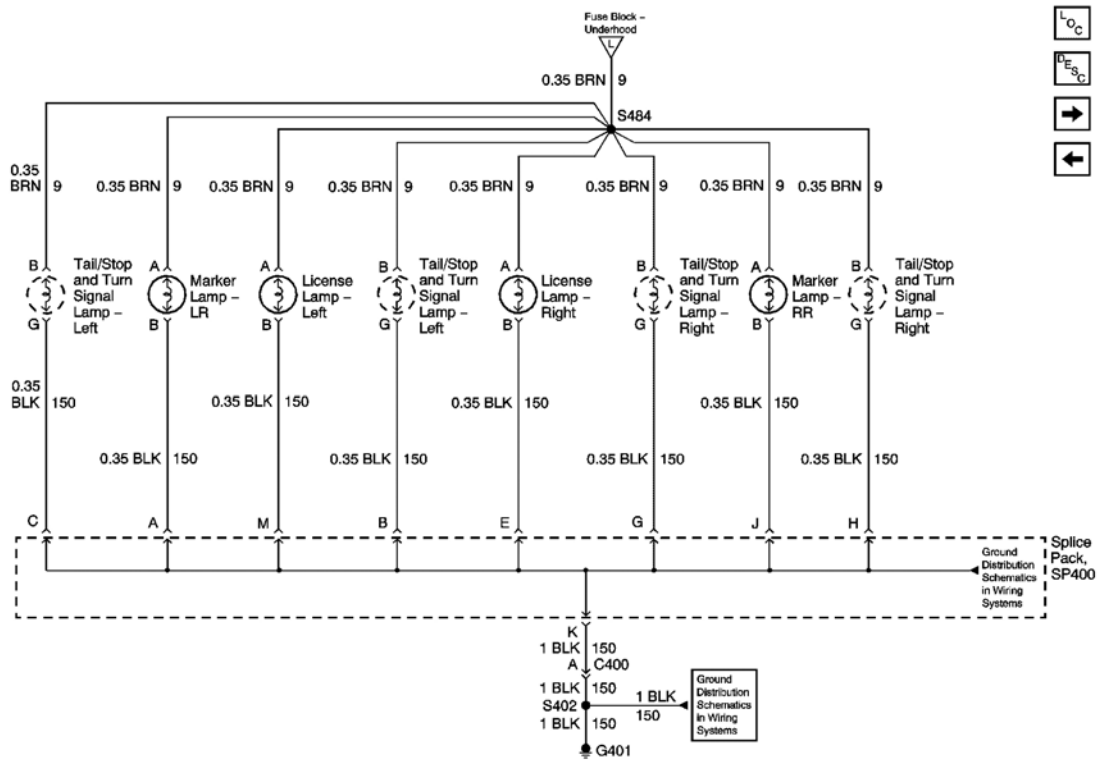 Fuse Block –
Underhood
L
LOC
DESC
0.35 BRN 9
S484
0.35
BRN 9
0.35 BRN 9
0.35 BRN 9
0.35 BRN 9
0.35 BRN 9
0.35 BRN 9
0.35 BRN 9
0.35 BRN 9
B A A B A B A B
Tail/Stop
and Turn
Signal
Lamp –
Left
Marker
Lamp –
LR
License
Lamp –
Left
Tail/Stop
and Turn
Signal
Lamp –
Left
License
Lamp –
Right
Tail/Stop
and Turn
Signal
Lamp –
Right
Marker
Lamp –
RR
Tail/Stop
and Turn
Signal
Lamp –
Right
G B B G B G B G
0.35
BLK 150
0.35 BLK 150
0.35 BLK 150
0.35 BLK 150
0.35 BLK 150
0.35 BLK 150
0.35 BLK 150
0.35 BLK 150
C A M B E G J H
Splice
Pack,
SP400
Ground
Distribution
Schematics
in Wiring
Systems
K
1 BLK 150
A C400
1 BLK 150
S402
1 BLK
150
1 BLK 150
G401
Ground
Distribution
Schematics
in Wiring
Systems